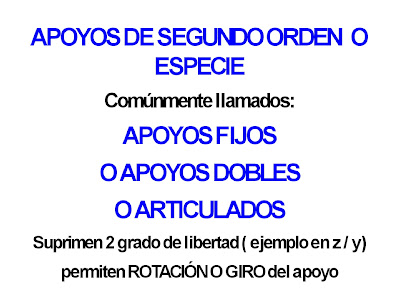 APOYOS DE SEGUNDO ORDEN O
ESPECIE
Comúnmente llamados:
APOYOS FIJOS
O APOYOS DOBLES
O ARTICULADOS
Suprimen 2 grado de libertad ( ejemplo en z / y)
permiten ROTACIÓN O GIRO del apoyo